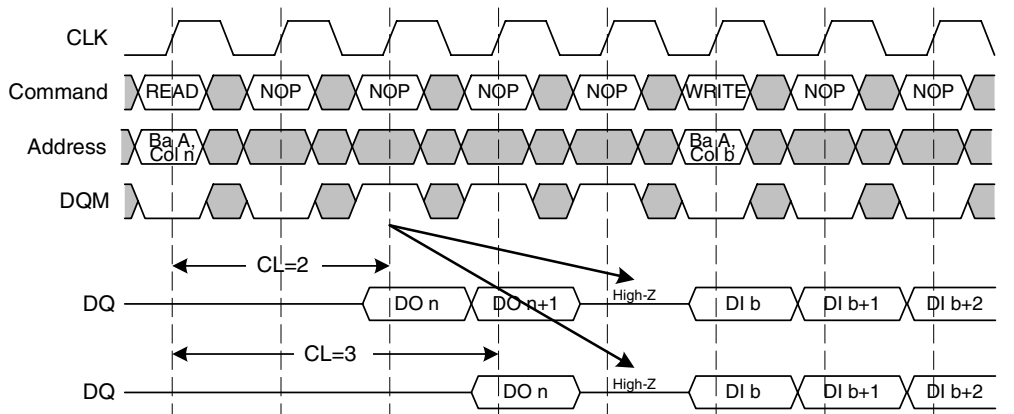 CLK
Command READ NOP NOP NOP NOP WRITE NOP NOP
Address Ba A, Col n Ba A, Col b
DQM
CL=2
DQ DO n DO n+1 High-Z DI b DI b+1 DI b+2
CL=3
DQ DO n High-Z DI b DI b+1 DI b+2